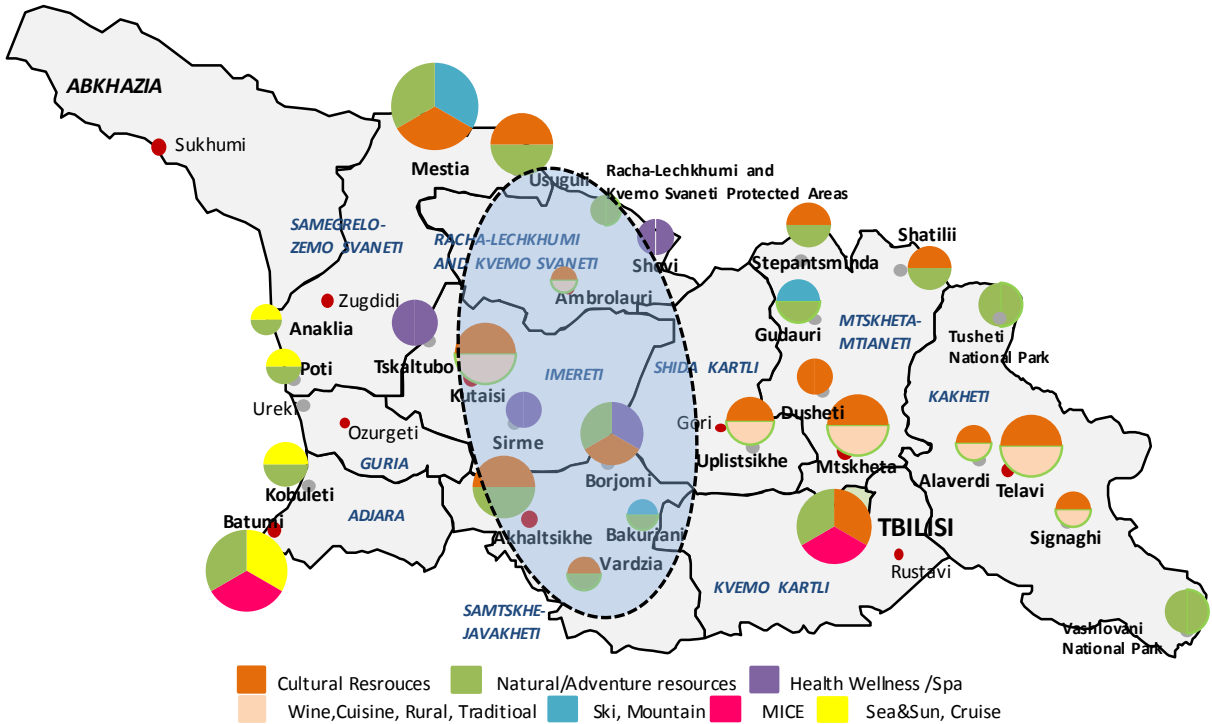 ABKHAZIA
Sukhumi
Mestia
Usuguli
Racha-Lechkhumi and
Kvemo Svaneti Protected Areas
SAMEGRELO-
ZEMO SVANETI
RACHA-LECHKHUMI
AND KVEMO SVANETI
Shovi
Stepantsminda
Shatilii
Ambrolauri
Zugdidi
Anaklia
Gudauri
MTSKHETA-
MTIANETI
Tusheti
National Park
Tskaltubo
Poti
IMERETI
SHIDA KARTLI
Kutaisi
Ureki
Dusheti
KAKHETI
Ozurgeti
Sirme
Gori
GURIA
Uplistsikhe
Mtskheta
Borjomi
Alaverdi
Telavi
Kobuleti
Batumi
ADJARA
Akhaltsikhe
Bakuriani
TBILISI
Signaghi
Vardzia
Rustavi
KVEMO KARTLI
SAMTSKHE-
JAVAKHETI
Vashlovani
National Park
Cultural Resrouces
Natural/Adventure resources
Health Wellness /Spa
Wine,Cuisine, Rural, Traditioal
Ski, Mountain
MICE
Sea&Sun, Cruise